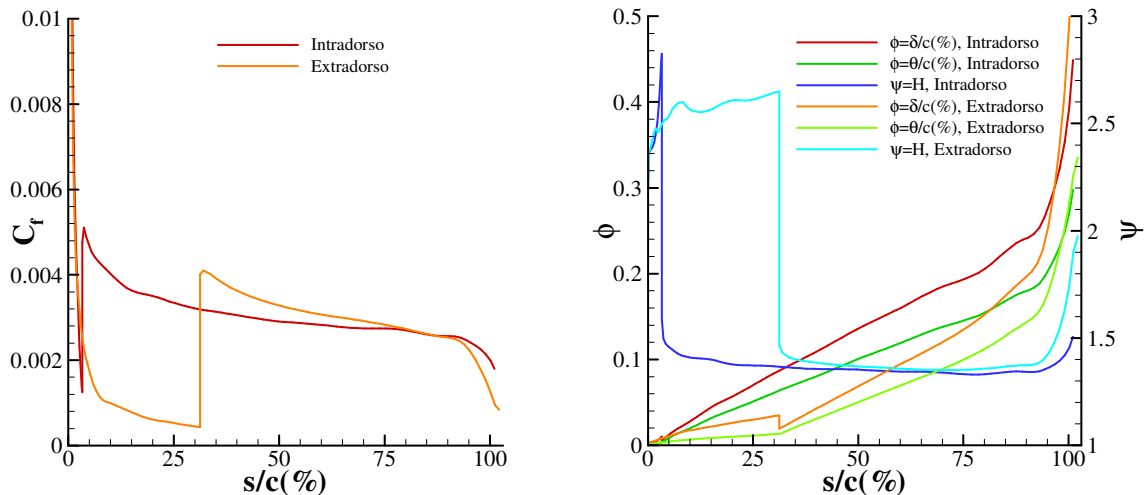 0.01
0.008
0.006
0.004
0.002
0
C_f
Intradorso
Extradorso
0 25 50 75 100
s/c(%)
0.5
0.4
0.3
0.2
0.1
0
ϕ
ϕ=δ/c(%), Intradorso
ϕ=θ/c(%), Intradorso
ψ=H, Intradorso
ϕ=δ/c(%), Extradorso
ϕ=θ/c(%), Extradorso
ψ=H, Extradorso
3
2.5
2
1.5
1
ψ
0 25 50 75 100
s/c(%)